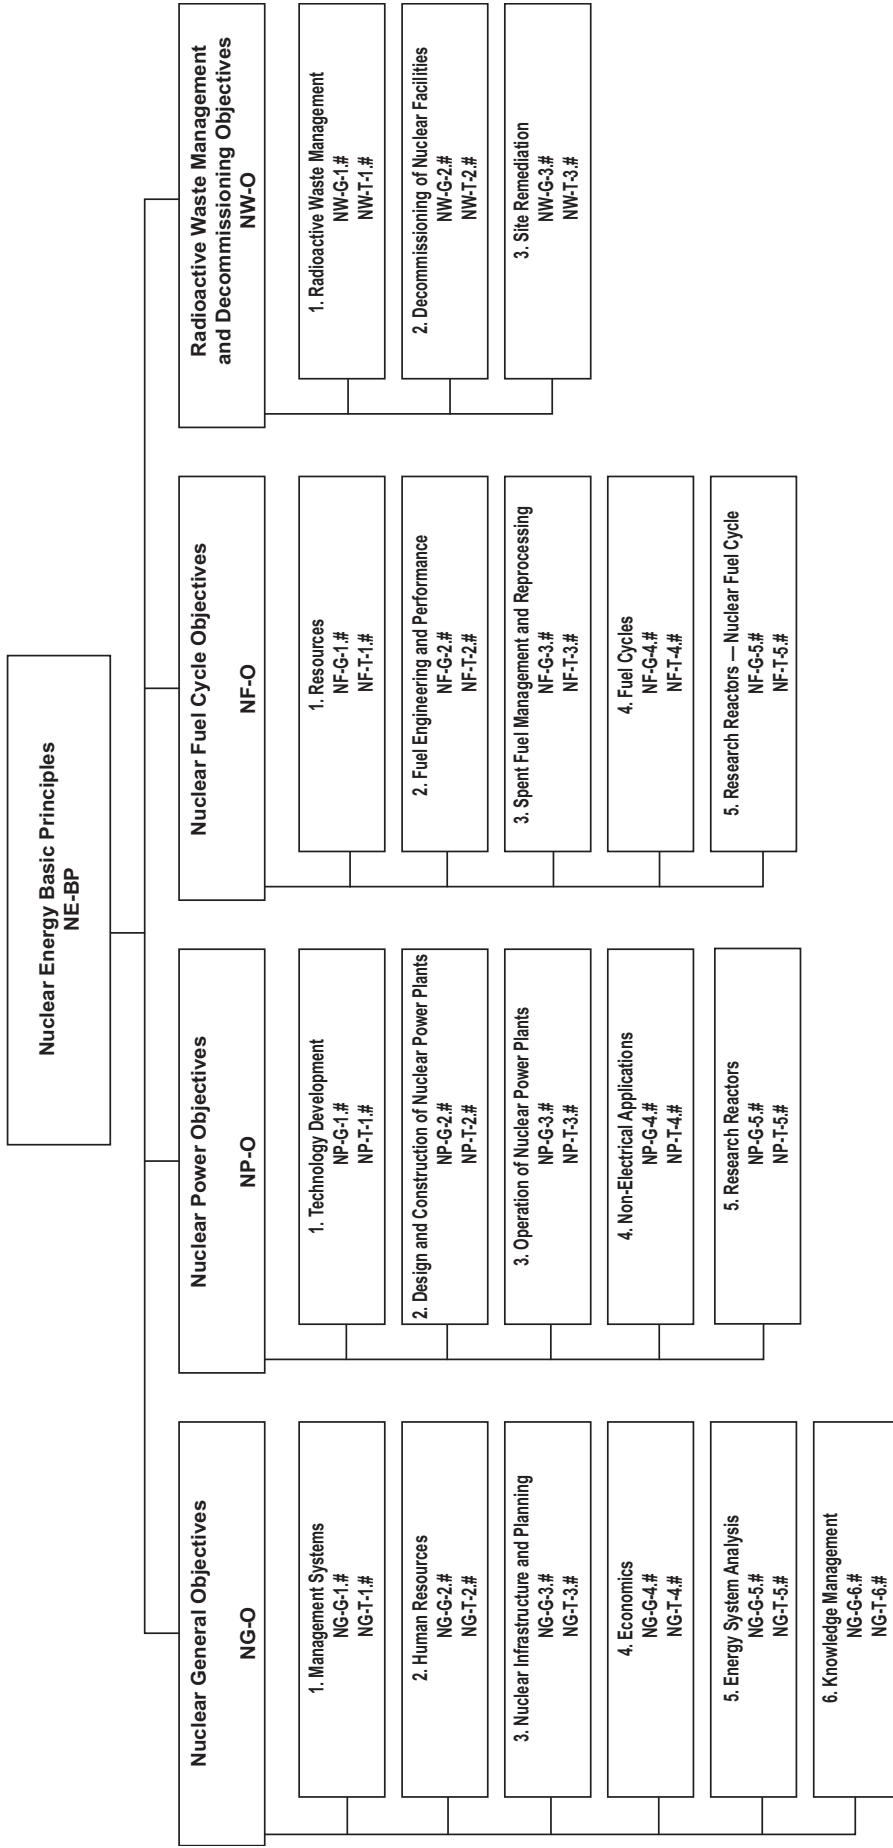 Nuclear Energy Basic Principles
NE-BP
Nuclear General Objectives
NG-O
1. Management Systems
NG-G-1.#
NG-T-1.#
2. Human Resources
NG-G-2.#
NG-T-2.#
3. Nuclear Infrastructure and Planning
NG-G-3.#
NG-T-3.#
4. Economics
NG-G-4.#
NG-T-4.#
5. Energy System Analysis
NG-G-5.#
NG-T-5.#
6. Knowledge Management
NG-G-6.#
NG-T-6.#
Nuclear Power Objectives
NP-O
1. Technology Development
NP-G-1.#
NP-T-1.#
2. Design and Construction of Nuclear Power Plants
NP-G-2.#
NP-T-2.#
3. Operation of Nuclear Power Plants
NP-G-3.#
NP-T-3.#
4. Non-Electrical Applications
NP-G-4.#
NP-T-4.#
5. Research Reactors
NP-G-5.#
NP-T-5.#
Nuclear Fuel Cycle Objectives
NF-O
1. Resources
NF-G-1.#
NF-T-1.#
2. Fuel Engineering and Performance
NF-G-2.#
NF-T-2.#
3. Spent Fuel Management and Reprocessing
NF-G-3.#
NF-T-3.#
4. Fuel Cycles
NF-G-4.#
NF-T-4.#
5. Research Reactors — Nuclear Fuel Cycle
NF-G-5.#
NF-T-5.#
Radioactive Waste Management
and Decommissioning Objectives
NW-O
1. Radioactive Waste Management
NW-G-1.#
NW-T-1.#
2. Decommissioning of Nuclear Facilities
NW-G-2.#
NW-T-2.#
3. Site Remediation
NW-G-3.#
NW-T-3.#